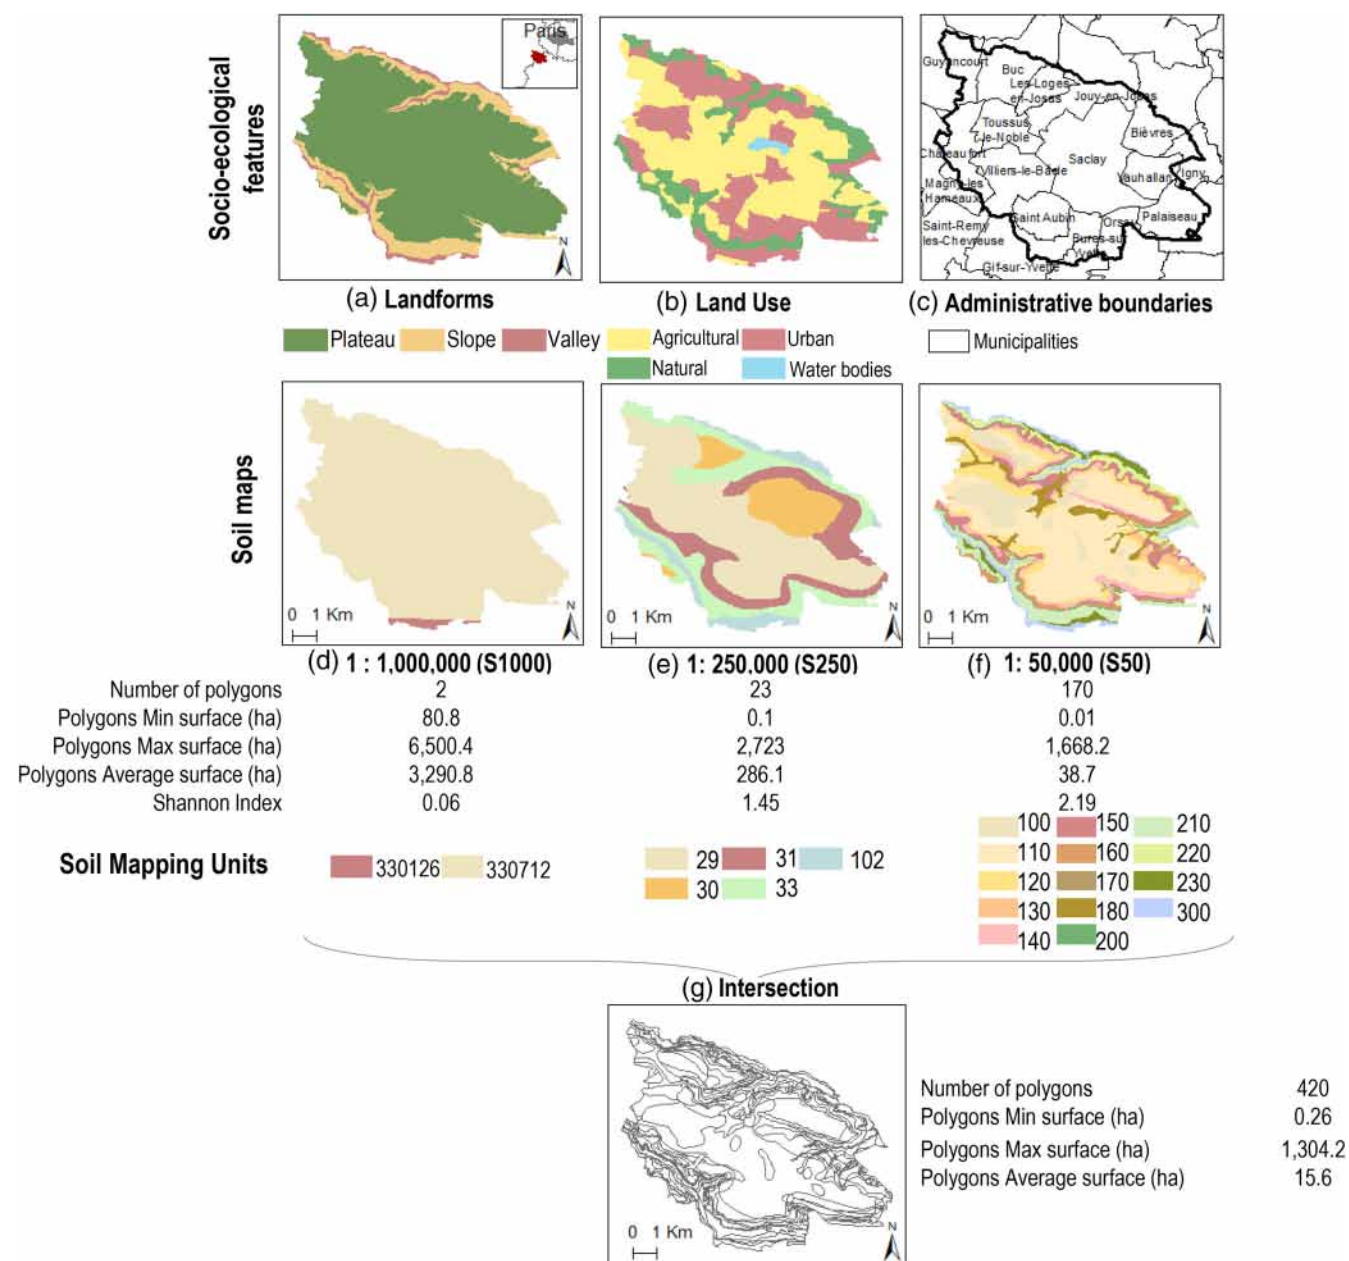 Socio-ecological
features
Paris
N
Guyancourt
Buc
Les-Loges-
en-Josas
Jouy-en-Josas
Toussus
-le-Noble
Bièvres
Chateaufort
Saclay
Villiers-le-Bacle
Vauhallan
Igny
Magny-les
Hameaux
Saint Aubin
Orsay
Palaiseau
Saint-Remy
les-Chevreuse
Bures-sur
Yvette
Gif-sur-Yvette
(a) Landforms
(b) Land Use
(c) Administrative boundaries
Plateau Slope Valley
Agricultural Urban
Natural Water bodies
Municipalities
Soil maps
0 1 Km N
0 1 Km N
0 1 Km N
(d) 1 : 1,000,000 (S1000) (e) 1: 250,000 (S250) (f) 1: 50,000 (S50)
Number of polygons 2 23 170
Polygons Min surface (ha) 80.8 0.1 0.01
Polygons Max surface (ha) 6,500.4 2,723 1,668.2
Polygons Average surface (ha) 3,290.8 286.1 38.7
Shannon Index 0.06 1.45 2.19
Soil Mapping Units
330126 330712
29 31 102
30 33
100 150 210
110 160 220
120 170 230
130 180 300
140 200
(g) Intersection
0 1 Km N
Number of polygons 420
Polygons Min surface (ha) 0.26
Polygons Max surface (ha) 1,304.2
Polygons Average surface (ha) 15.6